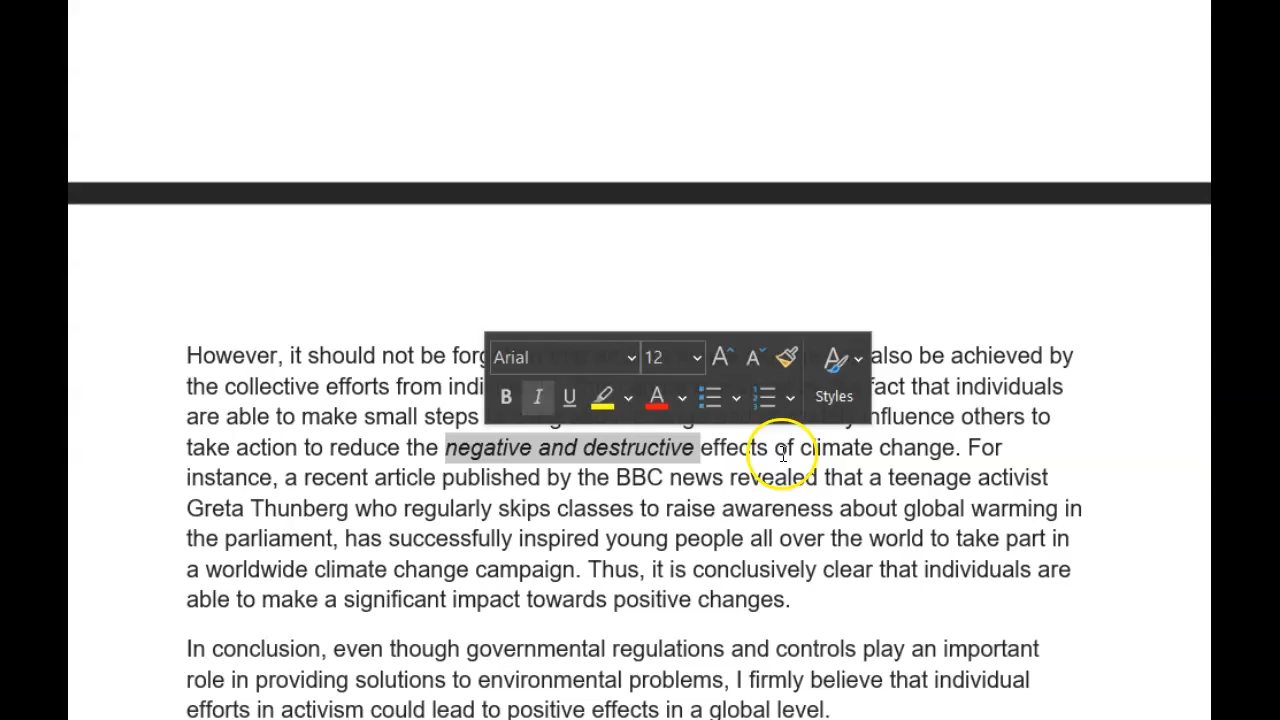 Arial 12
B I U A Styles
However, it should not be forg also be achieved by
the collective efforts from indi fact that individuals
are able to make small steps influence others to
take action to reduce the negative and destructive effects of climate change. For
instance, a recent article published by the BBC news revealed that a teenage activist
Greta Thunberg who regularly skips classes to raise awareness about global warming in
the parliament, has successfully inspired young people all over the world to take part in
a worldwide climate change campaign. Thus, it is conclusively clear that individuals are
able to make a significant impact towards positive changes.
In conclusion, even though governmental regulations and controls play an important
role in providing solutions to environmental problems, I firmly believe that individual
efforts in activism could lead to positive effects in a global level.